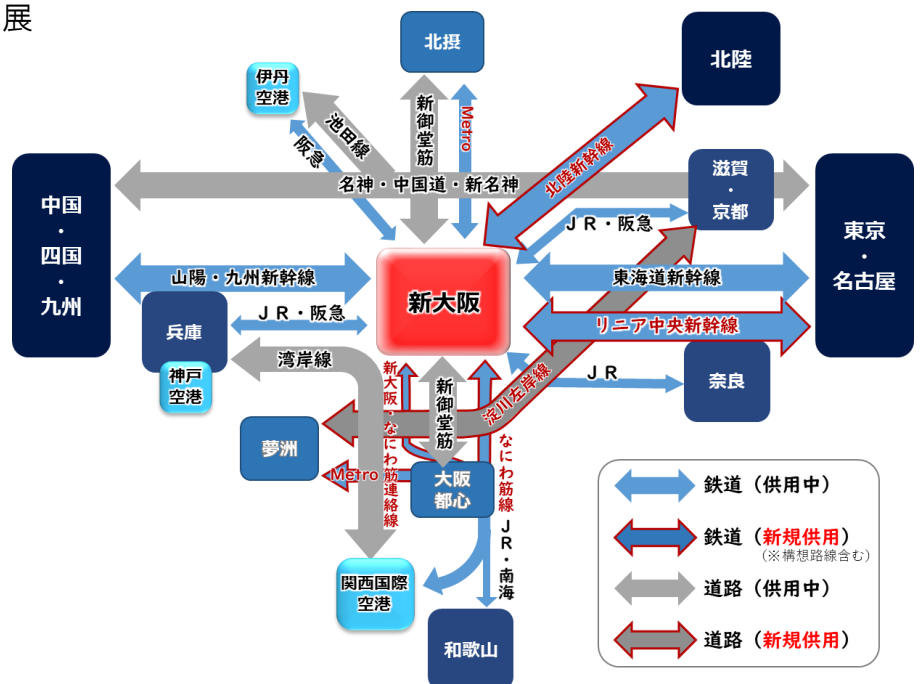 展
北摂
北陸
伊丹
空港
新御堂筋
Metro
池田線
阪急
北陸新幹線
名神・中国道・新名神
滋賀
・
京都
中国
・
四国
・
九州
ＪＲ・阪急
東京
・
名古屋
山陽・九州新幹線
新大阪
東海道新幹線
兵庫
ＪＲ・阪急
リニア中央新幹線
湾岸線
神戸
空港
新大阪・なにわ筋連絡線
新御堂筋
淀川左岸線
ＪＲ
奈良
夢洲
Metro
大阪
都心
なにわ筋線
ＪＲ・南海
関西国際
空港
和歌山
鉄道（供用中）
鉄道（新規供用）
（※構想路線含む）
道路（供用中）
道路（新規供用）